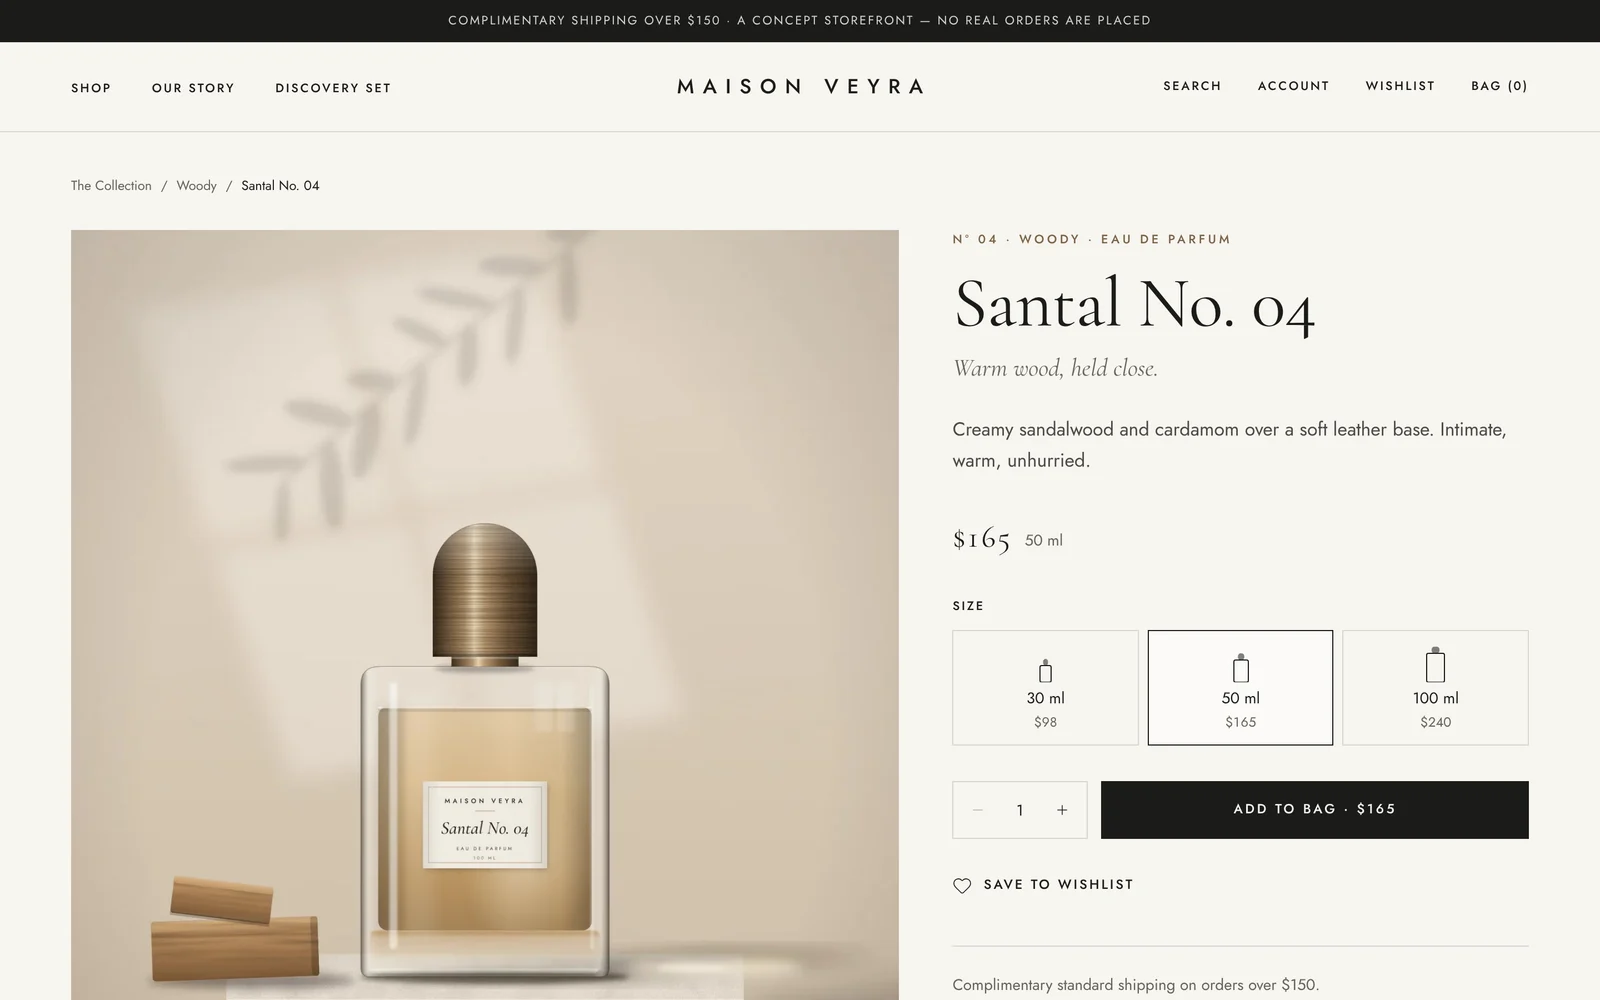 COMPLIMENTARY SHIPPING OVER $150 · A CONCEPT STOREFRONT — NO REAL ORDERS ARE PLACED
SHOP
OUR STORY
DISCOVERY SET
MAISON VEYRA
SEARCH
ACCOUNT
WISHLIST
BAG (0)
The Collection / Woody / Santal No. 04
MAISON VEYRA
Santal No. 04
EAU DE PARFUM
100 ML
N° 04 · WOODY · EAU DE PARFUM
Santal No. 04
Warm wood, held close.
Creamy sandalwood and cardamom over a soft leather base. Intimate,
warm, unhurried.
$165 50 ml
SIZE
30 ml
$98
50 ml
$165
100 ml
$240
− 1 +
ADD TO BAG · $165
SAVE TO WISHLIST
Complimentary standard shipping on orders over $150.